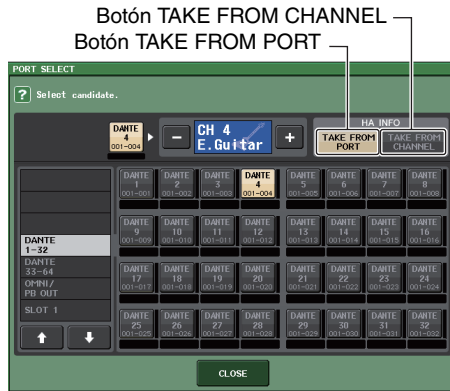 Botón TAKE FROM CHANNEL
Botón TAKE FROM PORT
PORT SELECT
? Select candidate.
DANTE 4 001-004
− CH 4 E.Guitar +
HA INFO
TAKE FROM PORT TAKE FROM CHANNEL
DANTE 1 001-001 DANTE 2 001-002 DANTE 3 001-003 DANTE 4 001-004 DANTE 5 001-005 DANTE 6 001-006 DANTE 7 001-007 DANTE 8 001-008
DANTE 9 001-009 DANTE 10 001-010 DANTE 11 001-011 DANTE 12 001-012 DANTE 13 001-013 DANTE 14 001-014 DANTE 15 001-015 DANTE 16 001-016
DANTE 17 001-017 DANTE 18 001-018 DANTE 19 001-019 DANTE 20 001-020 DANTE 21 001-021 DANTE 22 001-022 DANTE 23 001-023 DANTE 24 001-024
DANTE 25 001-025 DANTE 26 001-026 DANTE 27 001-027 DANTE 28 001-028 DANTE 29 001-029 DANTE 30 001-030 DANTE 31 001-031 DANTE 32 001-032
DANTE 1-32
DANTE 33-64
OMNI/ PB OUT
SLOT 1
CLOSE